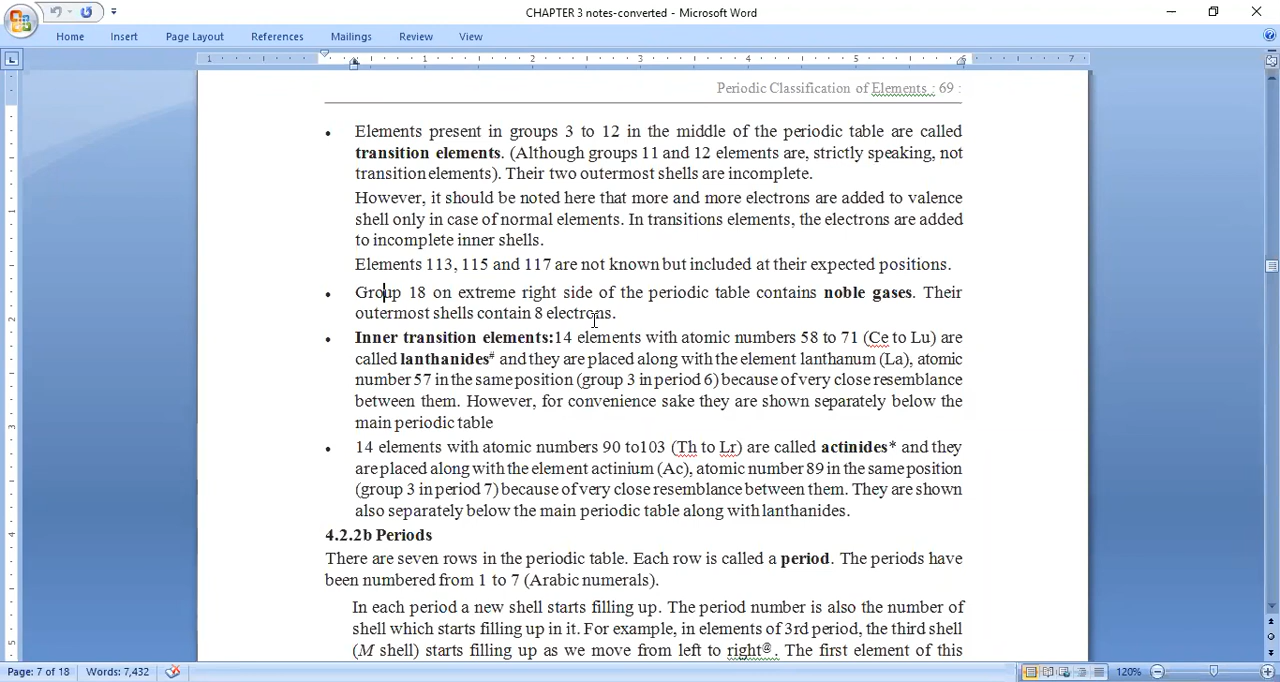 CHAPTER 3 notes-converted - Microsoft Word
Home Insert Page Layout References Mailings Review View
1 1 2 3 4 5 6 7
Periodic Classification of Elements : 69 :
• Elements present in groups 3 to 12 in the middle of the periodic table are called
transition elements. (Although groups 11 and 12 elements are, strictly speaking, not
transition elements). Their two outermost shells are incomplete.
However, it should be noted here that more and more electrons are added to valence
shell only in case of normal elements. In transitions elements, the electrons are added
to incomplete inner shells.
Elements 113, 115 and 117 are not known but included at their expected positions.
• Group 18 on extreme right side of the periodic table contains noble gases. Their
outermost shells contain 8 electrons.
• Inner transition elements:14 elements with atomic numbers 58 to 71 (Ce to Lu) are
called lanthanides# and they are placed along with the element lanthanum (La), atomic
number 57 in the same position (group 3 in period 6) because of very close resemblance
between them. However, for convenience sake they are shown separately below the
main periodic table
• 14 elements with atomic numbers 90 to103 (Th to Lr) are called actinides* and they
are placed along with the element actinium (Ac), atomic number 89 in the same position
(group 3 in period 7) because of very close resemblance between them. They are shown
also separately below the main periodic table along with lanthanides.
4.2.2b Periods
There are seven rows in the periodic table. Each row is called a period. The periods have
been numbered from 1 to 7 (Arabic numerals).
In each period a new shell starts filling up. The period number is also the number of
shell which starts filling up in it. For example, in elements of 3rd period, the third shell
(M shell) starts filling up as we move from left to right@. The first element of this
Page: 7 of 18 Words: 7,432 120%